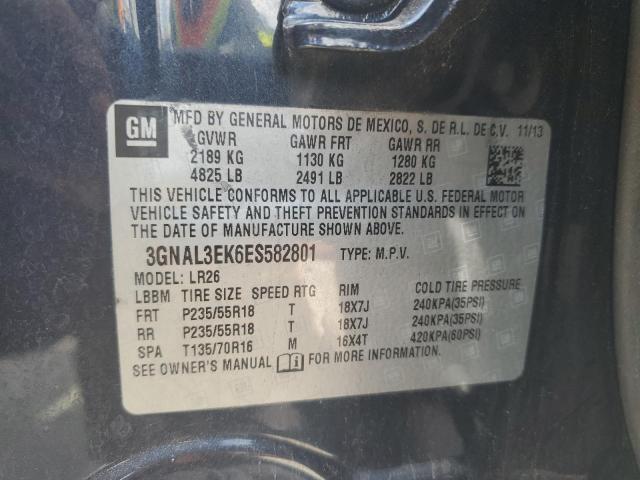 GM
MFD BY GENERAL MOTORS DE MEXICO, S. DE R.L. DE C.V. 11/13
GVWR GAWR FRT GAWR RR
2189 KG 1130 KG 1280 KG
4825 LB 2491 LB 2822 LB
THIS VEHICLE CONFORMS TO ALL APPLICABLE U.S. FEDERAL MOTOR
VEHICLE SAFETY AND THEFT PREVENTION STANDARDS IN EFFECT ON
THE DATE OF MANUFACTURE SHOWN ABOVE.
3GNAL3EK6ES582801 TYPE: M.P.V.
MODEL: LR26
LBBM TIRE SIZE SPEED RTG RIM COLD TIRE PRESSURE
FRT P235/55R18 T 18X7J 240KPA(35PSI)
RR P235/55R18 T 18X7J 240KPA(35PSI)
SPA T135/70R16 M 16X4T 420KPA(60PSI)
SEE OWNER'S MANUAL FOR MORE INFORMATION.